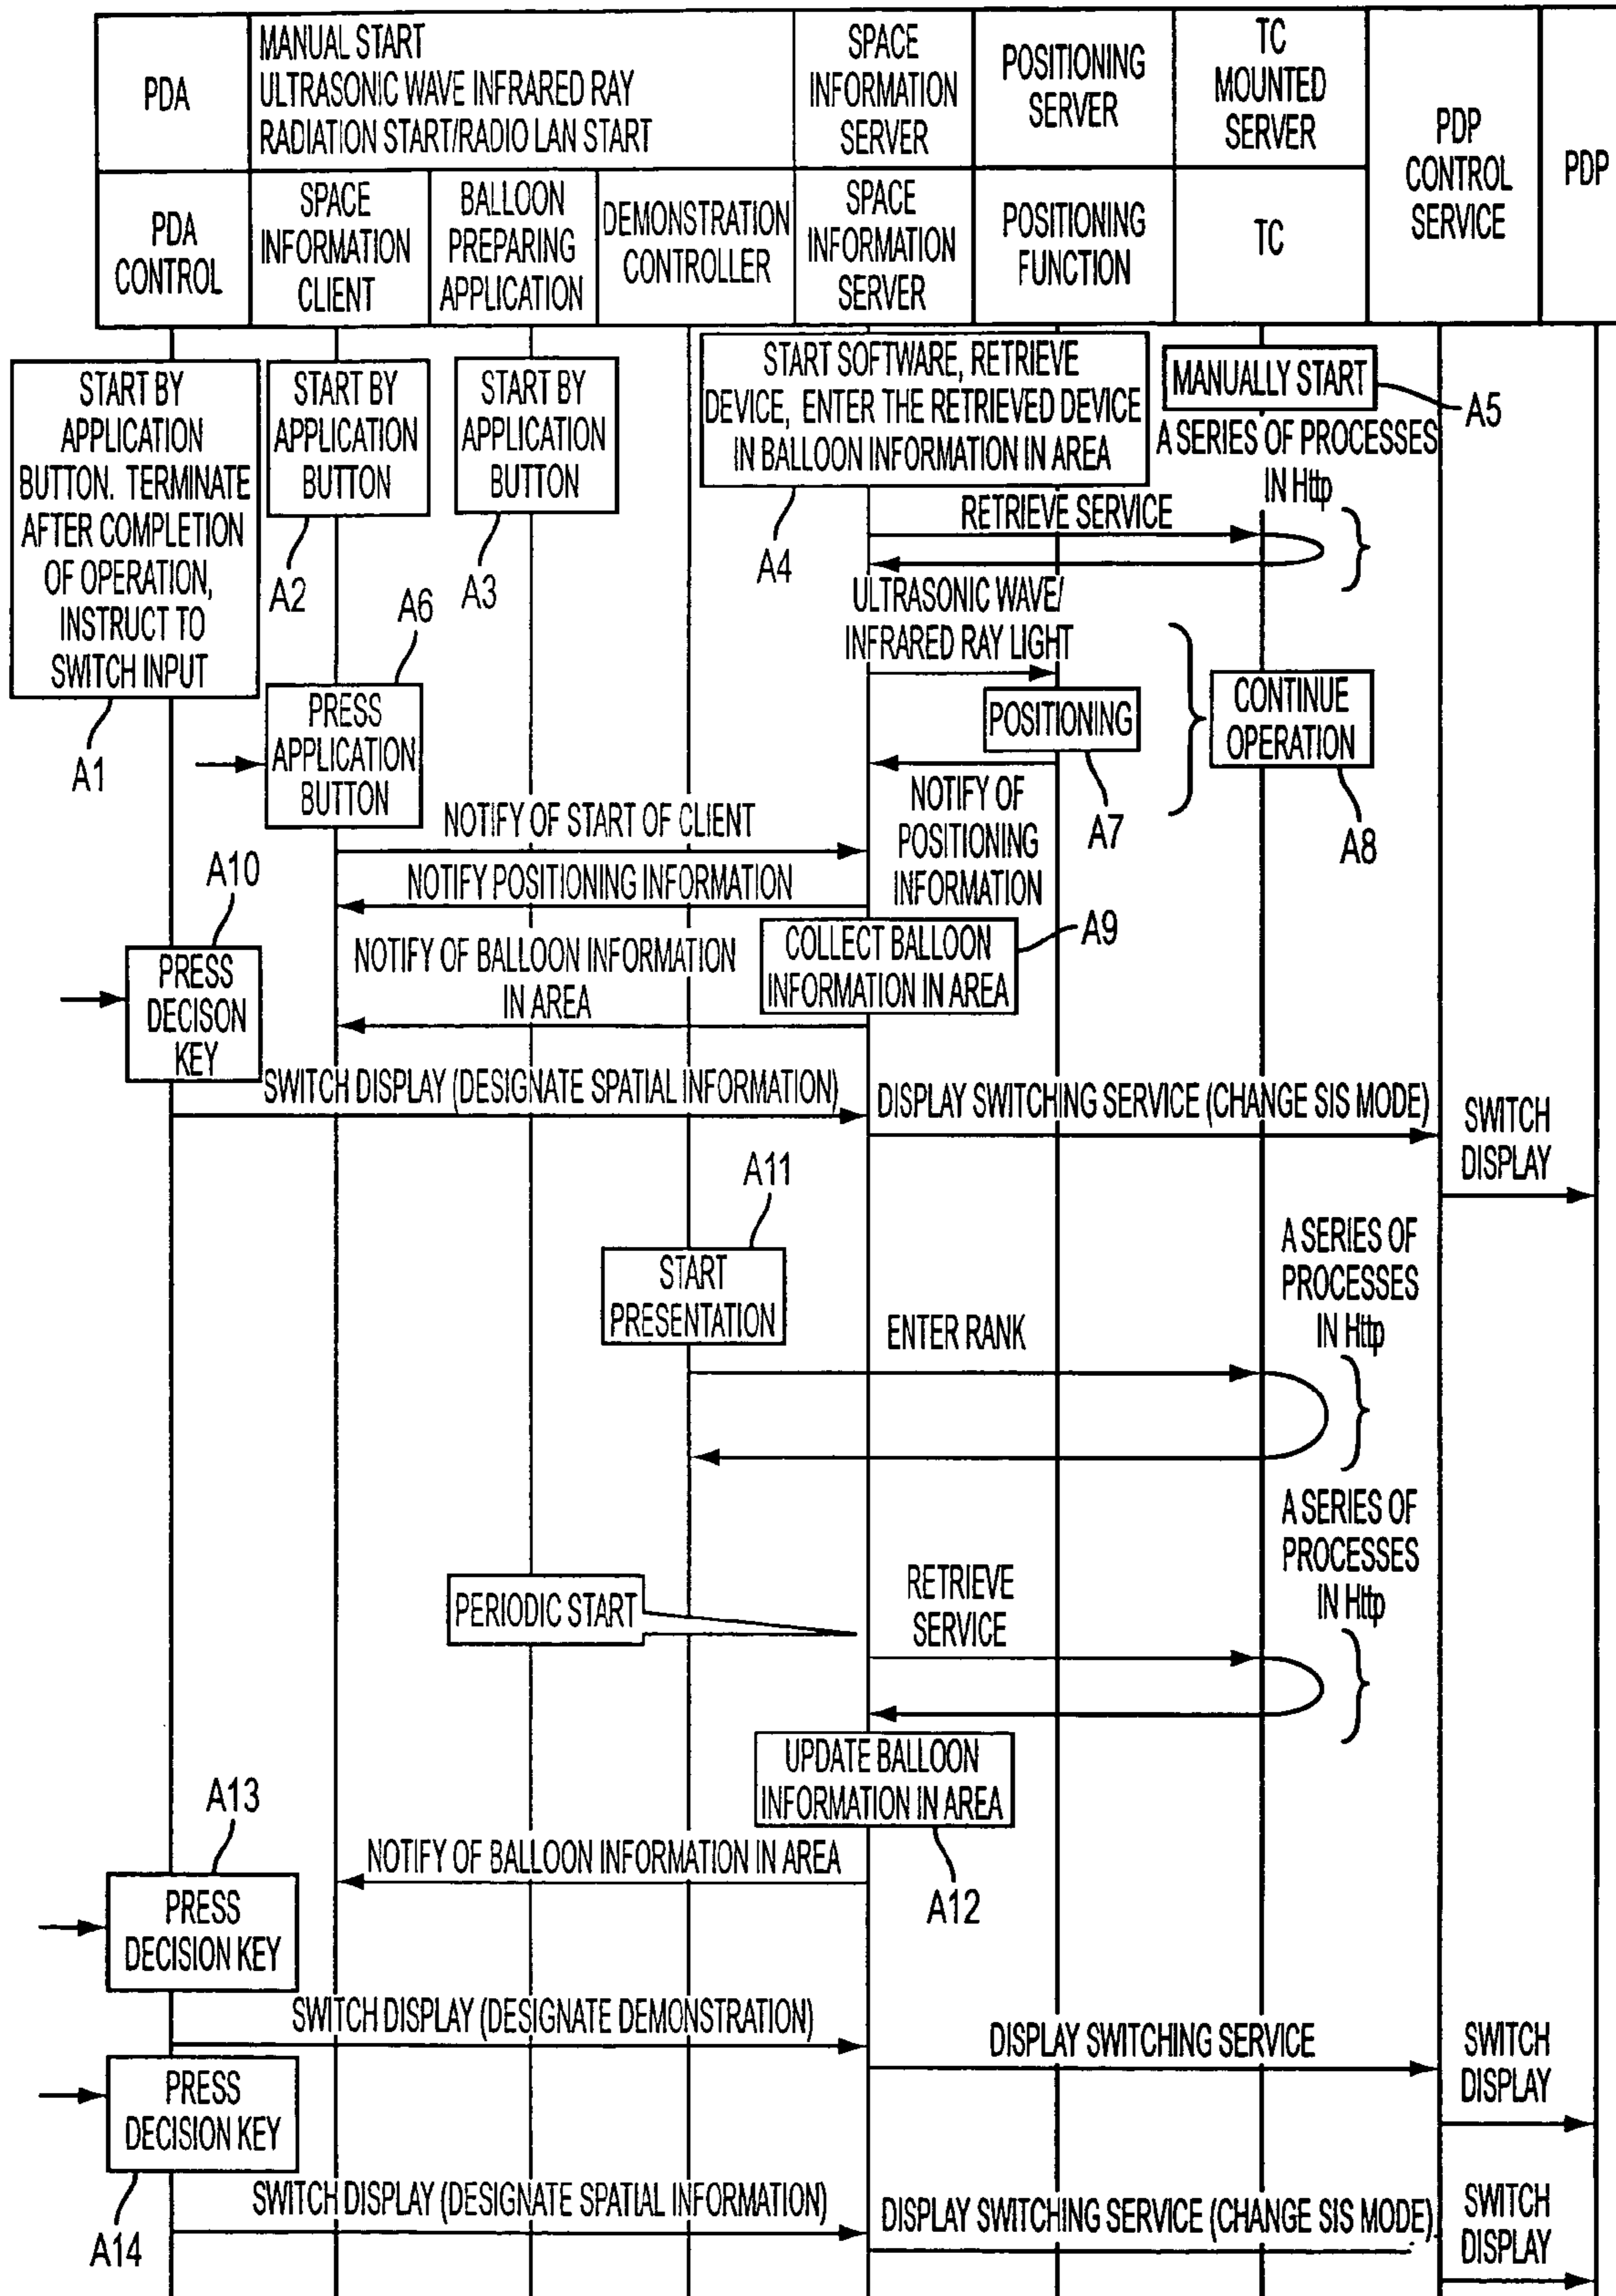 PDA
MANUAL START
ULTRASONIC WAVE INFRARED RAY
RADIATION START/RADIO LAN START
SPACE
INFORMATION
SERVER
POSITIONING
SERVER
TC
MOUNTED
SERVER
PDP
CONTROL
SERVICE
PDP
PDA
CONTROL
SPACE
INFORMATION
CLIENT
BALLOON
PREPARING
APPLICATION
DEMONSTRATION
CONTROLLER
SPACE
INFORMATION
SERVER
POSITIONING
FUNCTION
TC
START BY
APPLICATION
BUTTON. TERMINATE
AFTER COMPLETION
OF OPERATION,
INSTRUCT TO
SWITCH INPUT
A1
START BY
APPLICATION
BUTTON
A2
START BY
APPLICATION
BUTTON
A3
START SOFTWARE, RETRIEVE
DEVICE, ENTER THE RETRIEVED DEVICE
IN BALLOON INFORMATION IN AREA
A4
MANUALLY START
A5
A SERIES OF PROCESSES
IN Http
RETRIEVE SERVICE
ULTRASONIC WAVE/
INFRARED RAY LIGHT
A6
PRESS
APPLICATION
BUTTON
POSITIONING
A7
CONTINUE
OPERATION
A8
NOTIFY OF
POSITIONING
INFORMATION
NOTIFY OF START OF CLIENT
NOTIFY POSITIONING INFORMATION
A10
PRESS
DECISON
KEY
COLLECT BALLOON
INFORMATION IN AREA
A9
NOTIFY OF BALLOON INFORMATION
IN AREA
SWITCH DISPLAY (DESIGNATE SPATIAL INFORMATION)
DISPLAY SWITCHING SERVICE (CHANGE SIS MODE)
SWITCH
DISPLAY
A11
START
PRESENTATION
ENTER RANK
A SERIES OF
PROCESSES
IN Http
A SERIES OF
PROCESSES
IN Http
PERIODIC START
RETRIEVE
SERVICE
UPDATE BALLOON
INFORMATION IN AREA
A12
NOTIFY OF BALLOON INFORMATION IN AREA
A13
PRESS
DECISION KEY
SWITCH DISPLAY (DESIGNATE DEMONSTRATION)
DISPLAY SWITCHING SERVICE
SWITCH
DISPLAY
PRESS
DECISION KEY
A14
SWITCH DISPLAY (DESIGNATE SPATIAL INFORMATION)
DISPLAY SWITCHING SERVICE (CHANGE SIS MODE)
SWITCH
DISPLAY